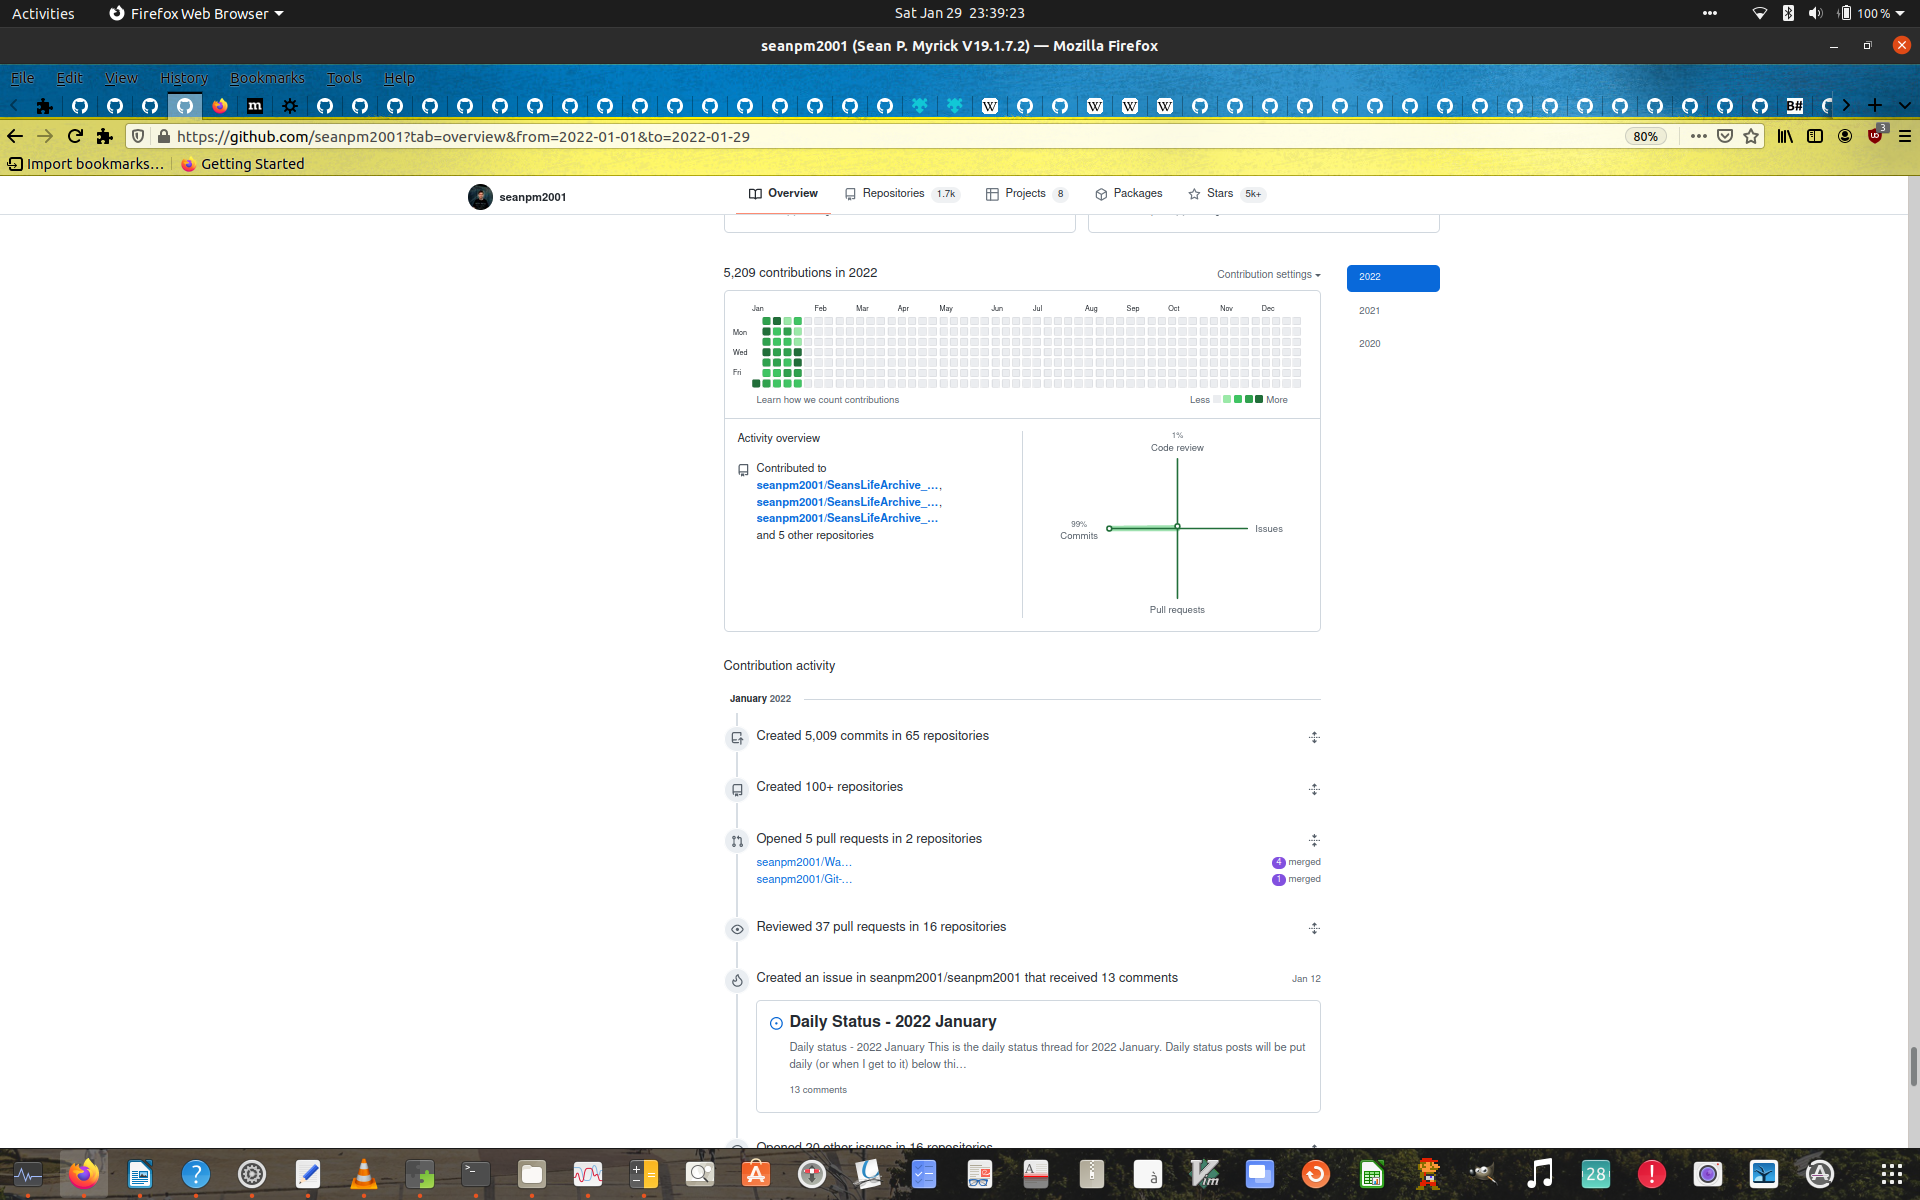 Activities
Firefox Web Browser
Sat Jan 29 23:39:23
100 %
seanpm2001 (Sean P. Myrick V19.1.7.2) — Mozilla Firefox
File Edit View History Bookmarks Tools Help
https://github.com/seanpm2001?tab=overview&from=2022-01-01&to=2022-01-29
80%
3
Import bookmarks...
Getting Started
seanpm2001
Overview
Repositories 1.7k
Projects 8
Packages
Stars 5k+
5,209 contributions in 2022
Contribution settings
2022
2021
2020
Jan Feb Mar Apr May Jun Jul Aug Sep Oct Nov Dec
Mon
Wed
Fri
Learn how we count contributions
Less More
Activity overview
Contributed to
seanpm2001/SeansLifeArchive_...,
seanpm2001/SeansLifeArchive_...,
seanpm2001/SeansLifeArchive_...
and 5 other repositories
1%
Code review
99%
Commits
Issues
Pull requests
Contribution activity
January 2022
Created 5,009 commits in 65 repositories
Created 100+ repositories
Opened 5 pull requests in 2 repositories
seanpm2001/Wa... 4 merged
seanpm2001/Git-... 1 merged
Reviewed 37 pull requests in 16 repositories
Created an issue in seanpm2001/seanpm2001 that received 13 comments Jan 12
Daily Status - 2022 January
Daily status - 2022 January This is the daily status thread for 2022 January. Daily status posts will be put
daily (or when I get to it) below thi...
13 comments
Opened 20 other issues in 16 repositories
28